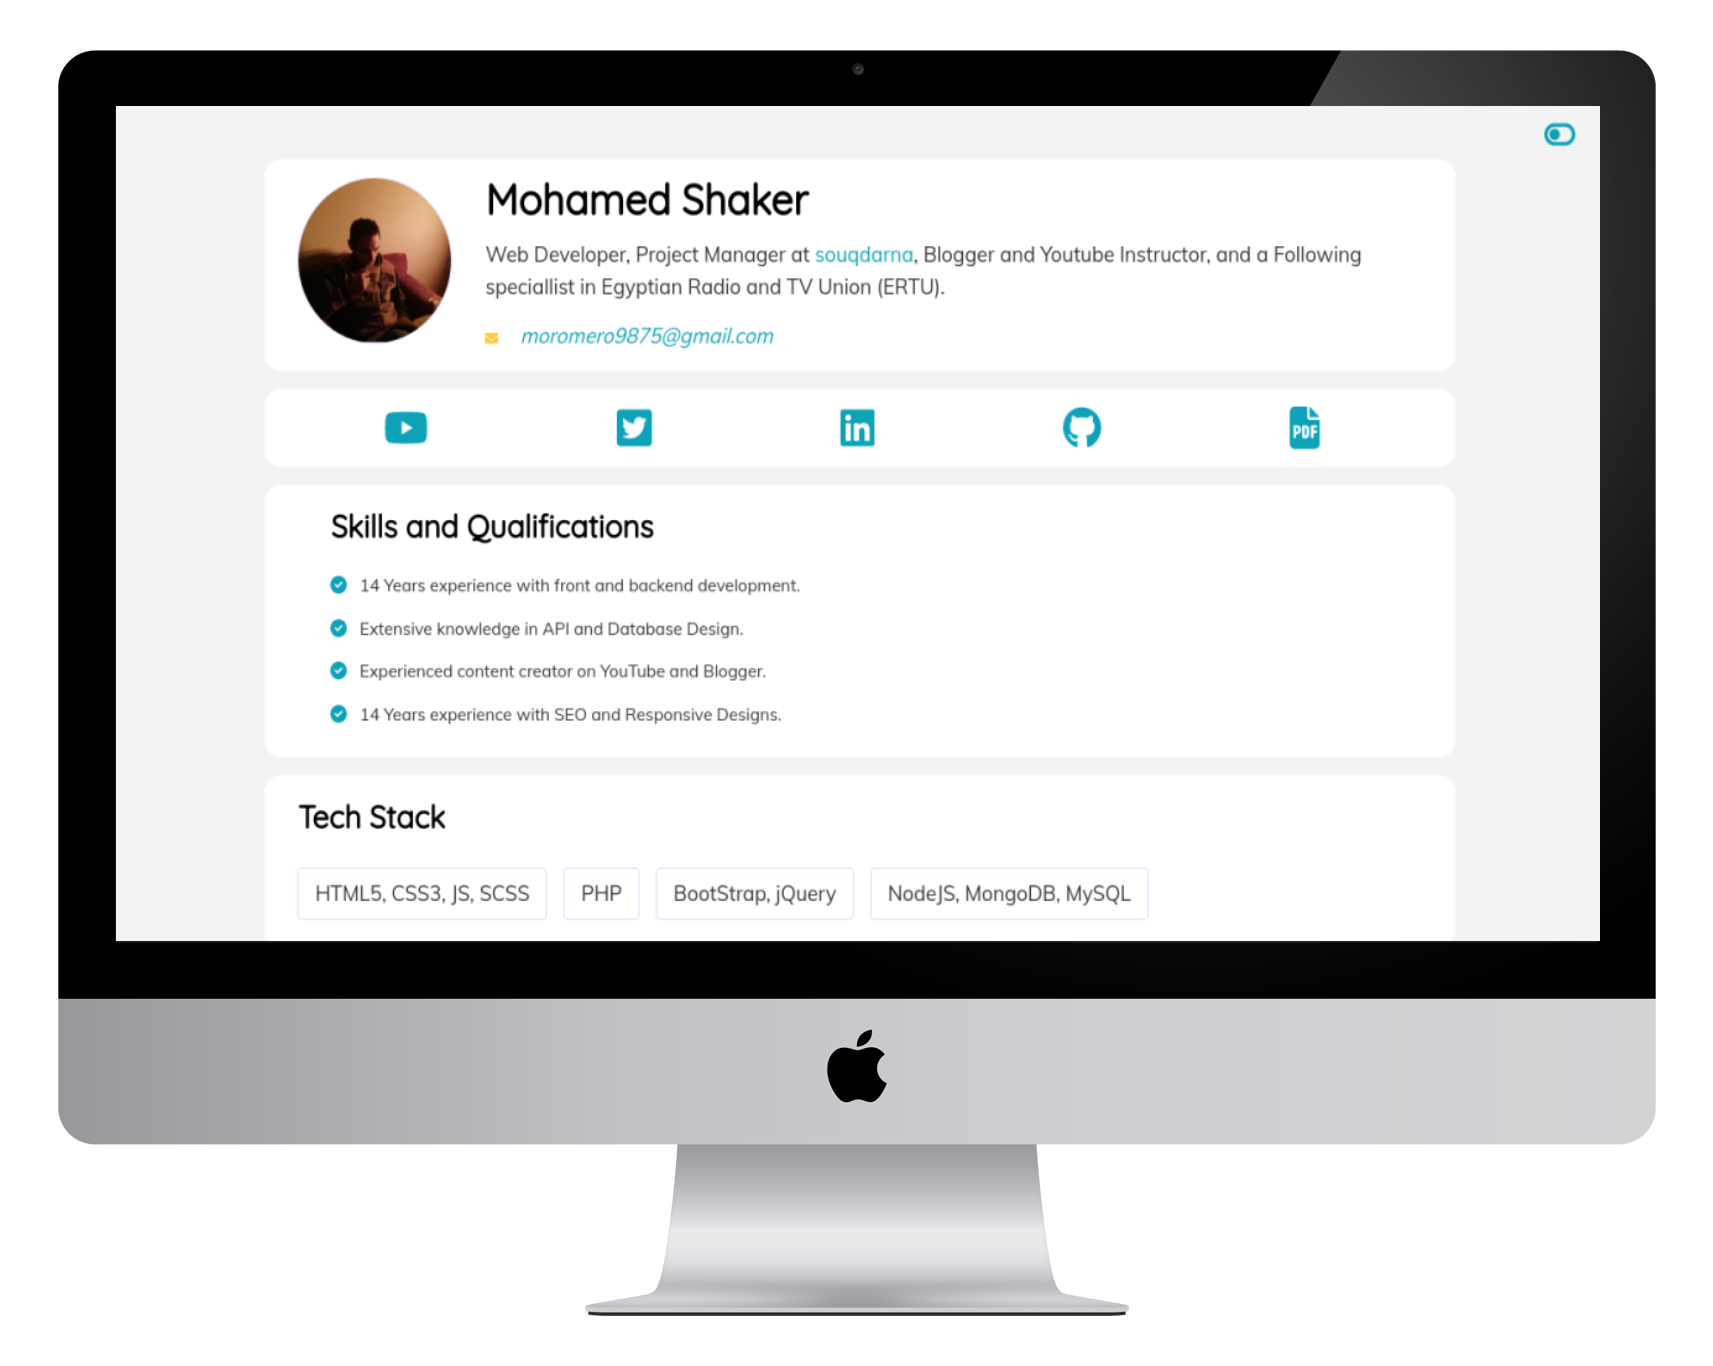 Mohamed Shaker
Web Developer, Project Manager at souqdarna, Blogger and Youtube Instructor, and a Following
speciallist in Egyptian Radio and TV Union (ERTU).
moromero9875@gmail.com
in
PDF
Skills and Qualifications
14 Years experience with front and backend development.
Extensive knowledge in API and Database Design.
Experienced content creator on YouTube and Blogger.
14 Years experience with SEO and Responsive Designs.
Tech Stack
HTML5, CSS3, JS, SCSS
PHP
BootStrap, jQuery
NodeJS, MongoDB, MySQL